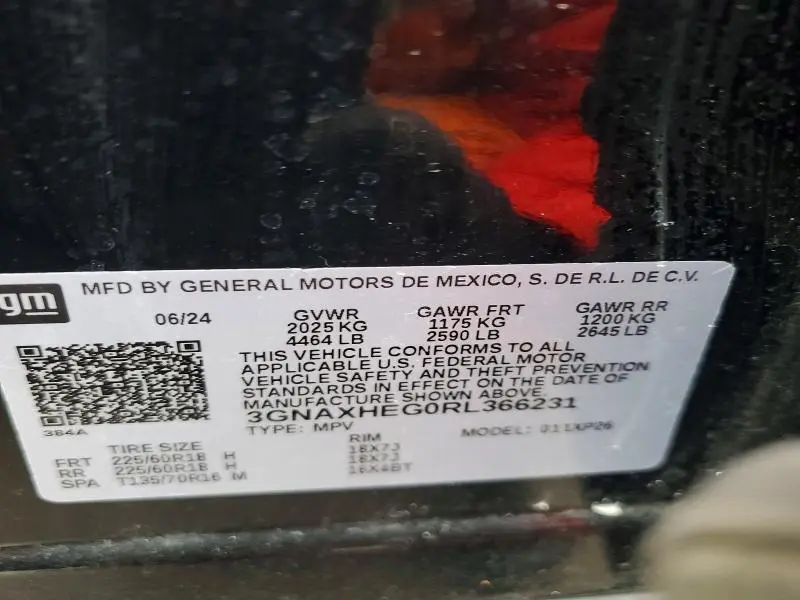 gm MFD BY GENERAL MOTORS DE MEXICO, S. DE R.L. DE C.V.
06/24 GVWR GAWR FRT GAWR RR
2025 KG 1175 KG 1200 KG
4464 LB 2590 LB 2645 LB
THIS VEHICLE CONFORMS TO ALL
APPLICABLE U.S. FEDERAL MOTOR
VEHICLE SAFETY AND THEFT PREVENTION
STANDARDS IN EFFECT ON THE DATE OF
MANUFACTURE SHOWN ABOVE
3GNAXHEG0RL366231
TYPE: MPV MODEL:
384A
TIRE SIZE RIM
FRT 225/60R18 H 18X7J
RR 225/60R18 H 18X7J
SPA T135/70R16 M 16X4BT